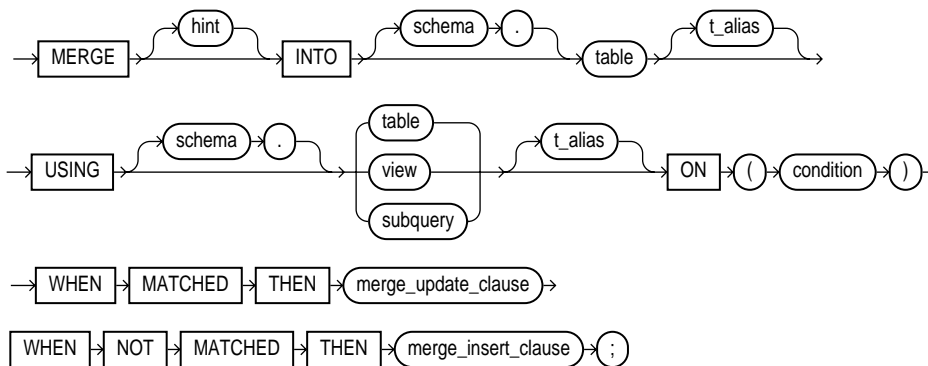 hint schema . t_alias
MERGE INTO table
schema . table t_alias
USING view ON ( condition )
subquery
WHEN MATCHED THEN merge_update_clause
WHEN NOT MATCHED THEN merge_insert_clause ;